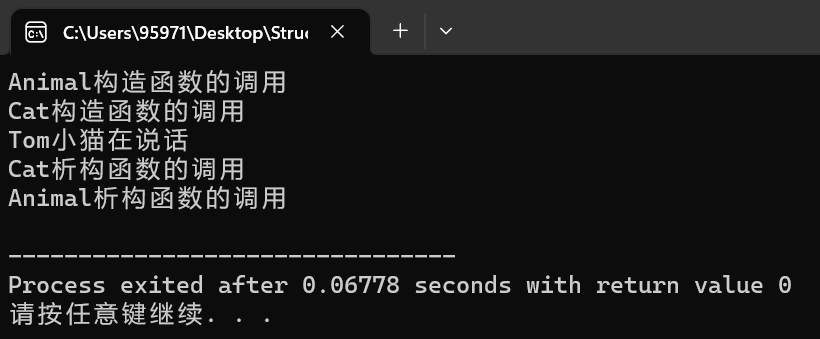 C:\Users\95971\Desktop\Struc
Animal构造函数的调用
Cat构造函数的调用
Tom小猫在说话
Cat析构函数的调用
Animal析构函数的调用
--------------------------------
Process exited after 0.06778 seconds with return value 0
请按任意键继续. . .